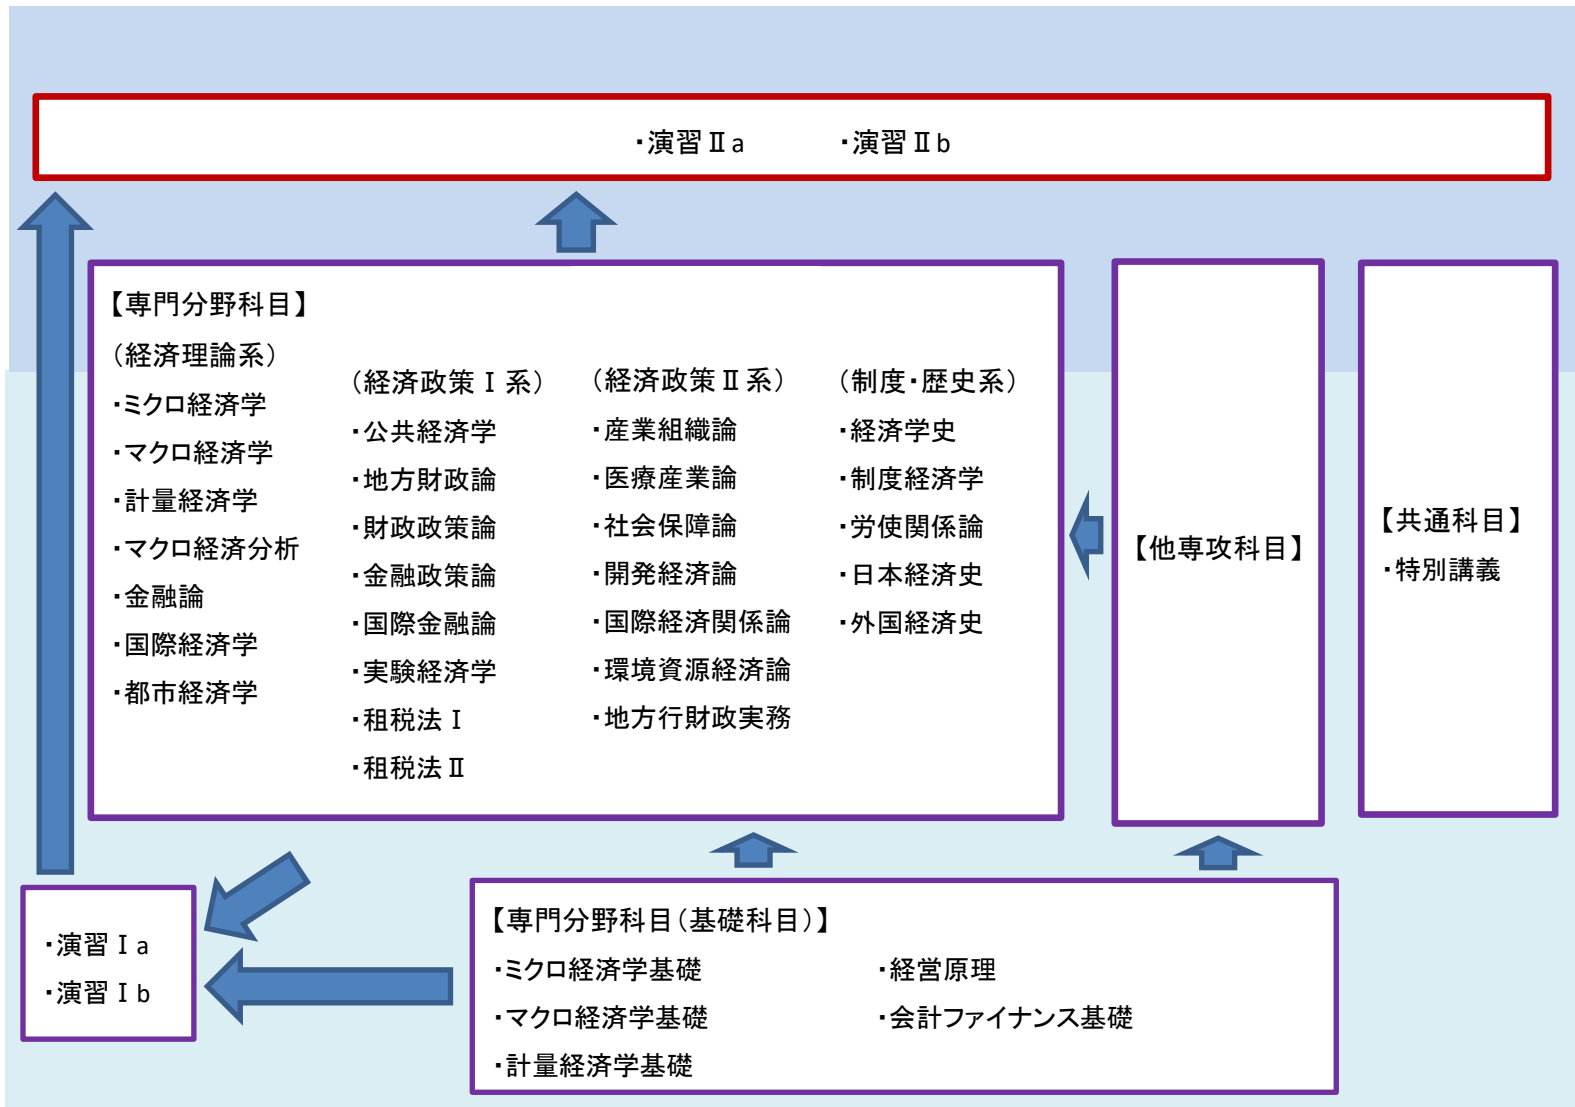 ・演習Ⅱa　・演習Ⅱb
【専門分野科目】
(経済理論系)
・ミクロ経済学
・マクロ経済学
・計量経済学
・マクロ経済分析
・金融論
・国際経済学
・都市経済学
(経済政策Ⅰ系)
・公共経済学
・地方財政論
・財政政策論
・金融政策論
・国際金融論
・実験経済学
・租税法Ⅰ
・租税法Ⅱ
(経済政策Ⅱ系)
・産業組織論
・医療産業論
・社会保障論
・開発経済論
・国際経済関係論
・環境資源経済論
・地方行財政実務
(制度・歴史系)
・経済学史
・制度経済学
・労使関係論
・日本経済史
・外国経済史
【他専攻科目】
【共通科目】
・特別講義
・演習Ⅰa
・演習Ⅰb
【専門分野科目(基礎科目)】
・ミクロ経済学基礎
・マクロ経済学基礎
・計量経済学基礎
・経営原理
・会計ファイナンス基礎